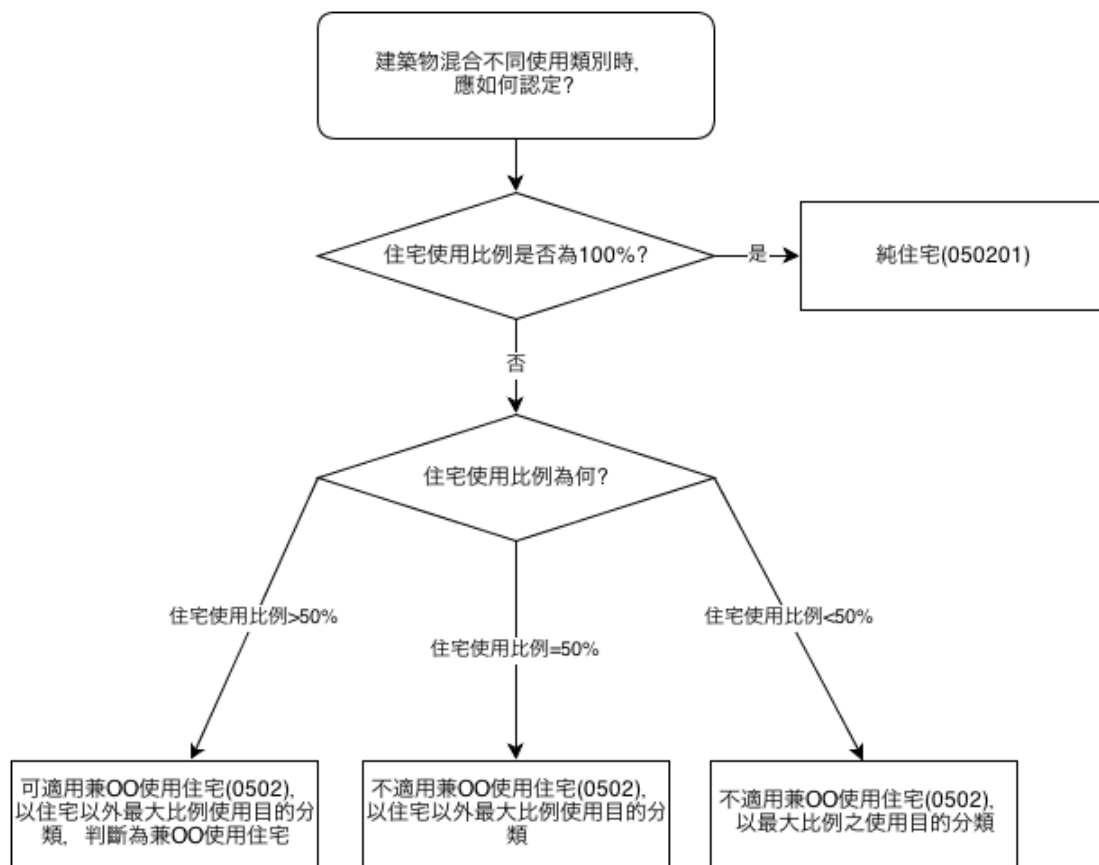 建築物混合不同使用類別時,
應如何認定?
住宅使用比例是否為100%?
是
純住宅(050201)
否
住宅使用比例為何?
住宅使用比例>50%
住宅使用比例=50%
住宅使用比例<50%
可適用兼OO使用住宅(0502),
以住宅以外最大比例使用目的分
類, 判斷為兼OO使用住宅
不適用兼OO使用住宅(0502),
以住宅以外最大比例使用目的分
類
不適用兼OO使用住宅(0502),
以最大比例之使用目的分類